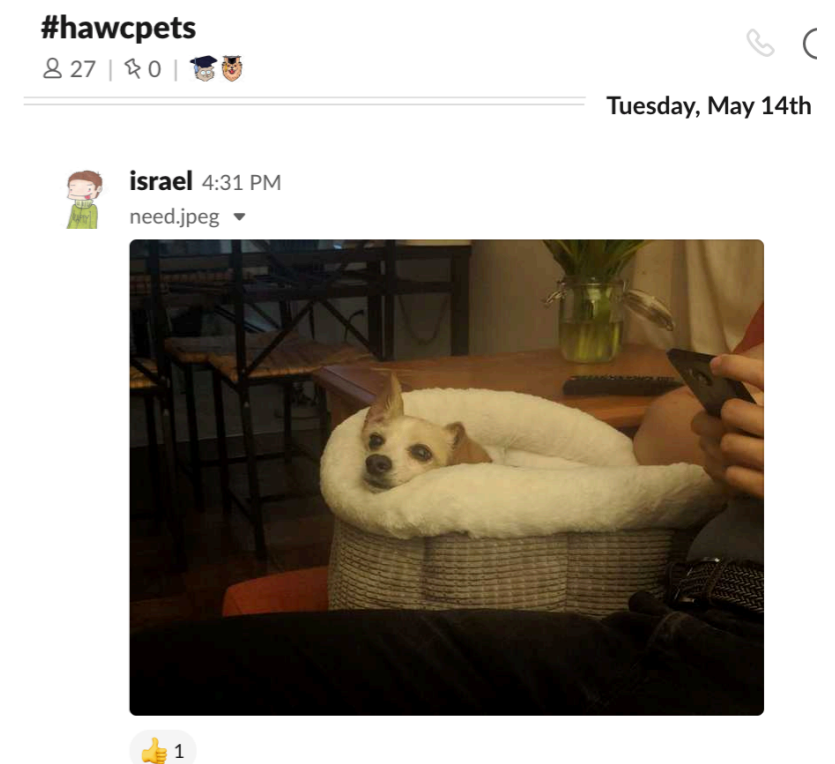 #hawcpets
27 | 0 |
Tuesday, May 14th
israel 4:31 PM
need.jpeg
1